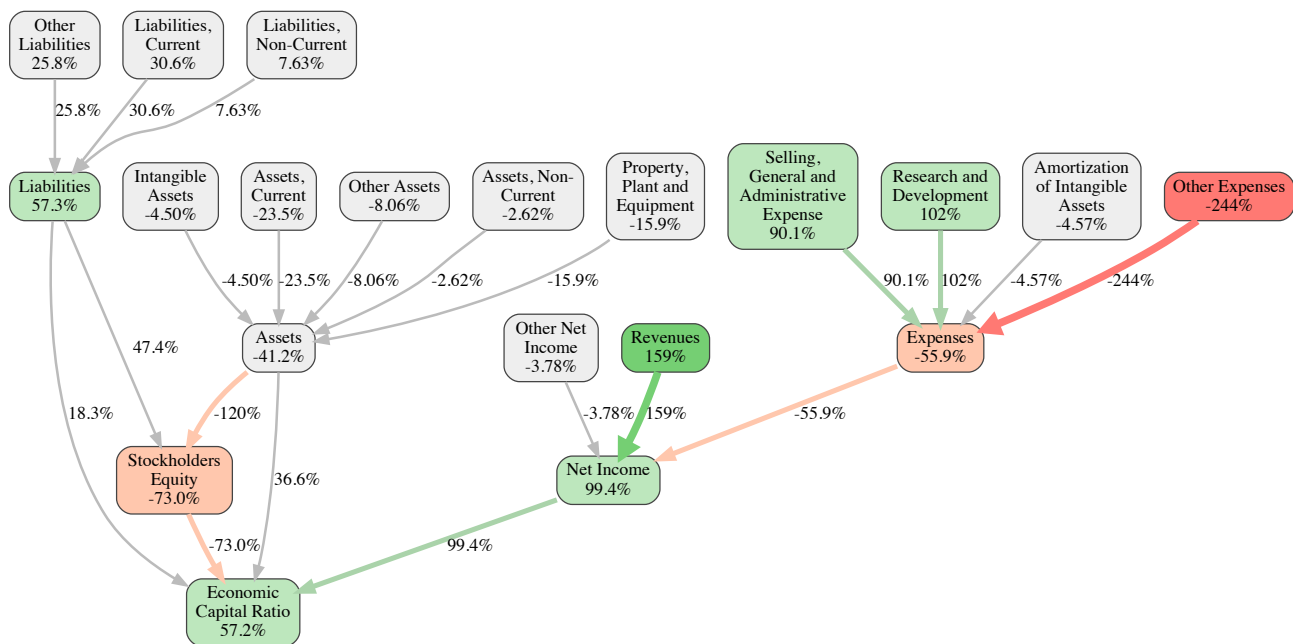 Other
Liabilities
25.8%
Liabilities,
Current
30.6%
Liabilities,
Non-Current
7.63%
25.8%
30.6%
7.63%
Liabilities
57.3%
Intangible
Assets
-4.50%
Assets,
Current
-23.5%
Other Assets
-8.06%
Assets, Non-
Current
-2.62%
Property,
Plant and
Equipment
-15.9%
Selling,
General and
Administrative
Expense
90.1%
Research and
Development
102%
Amortization
of Intangible
Assets
-4.57%
Other Expenses
-244%
-4.50%
-23.5%
-8.06%
-2.62%
-15.9%
90.1%
102%
-4.57%
-244%
47.4%
Assets
-41.2%
Other Net
Income
-3.78%
Revenues
159%
Expenses
-55.9%
18.3%
-120%
-3.78%
159%
-55.9%
Stockholders
Equity
-73.0%
36.6%
Net Income
99.4%
-73.0%
99.4%
Economic
Capital Ratio
57.2%